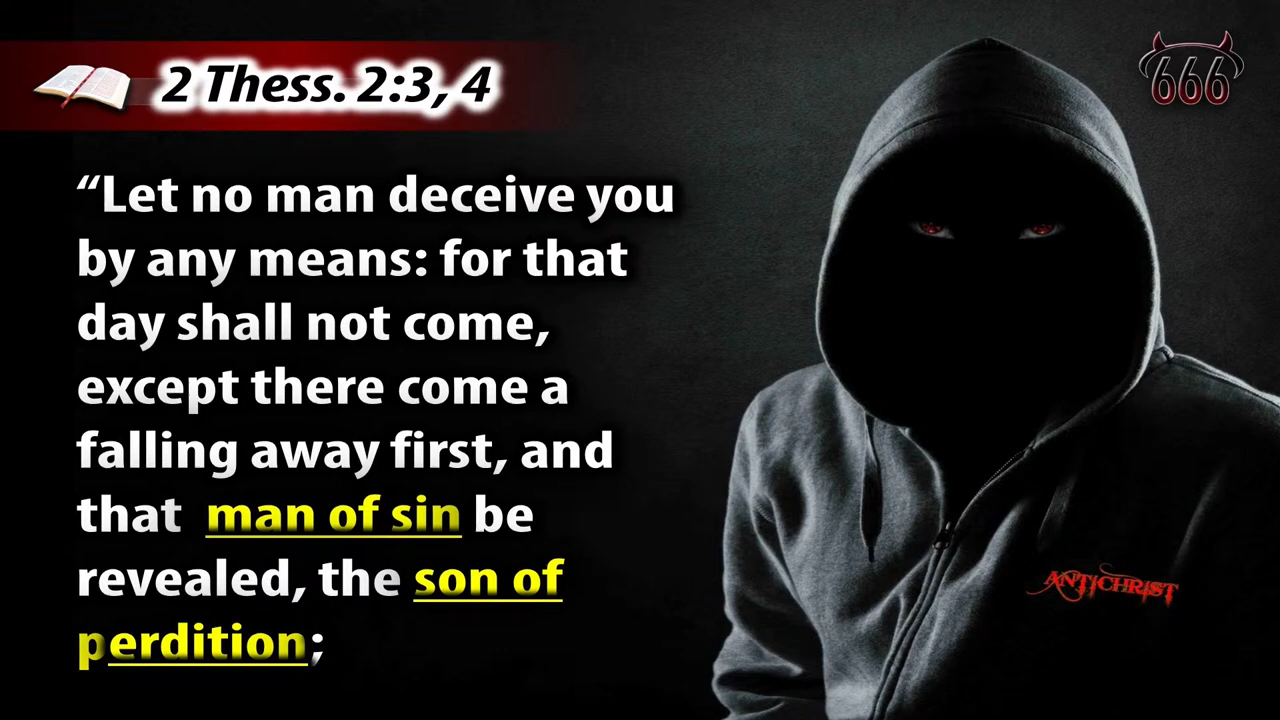 2 Thess. 2:3, 4
666
“Let no man deceive you
by any means: for that
day shall not come,
except there come a
falling away first, and
that man of sin be
revealed, the son of
perdition;
ANTICHRIST